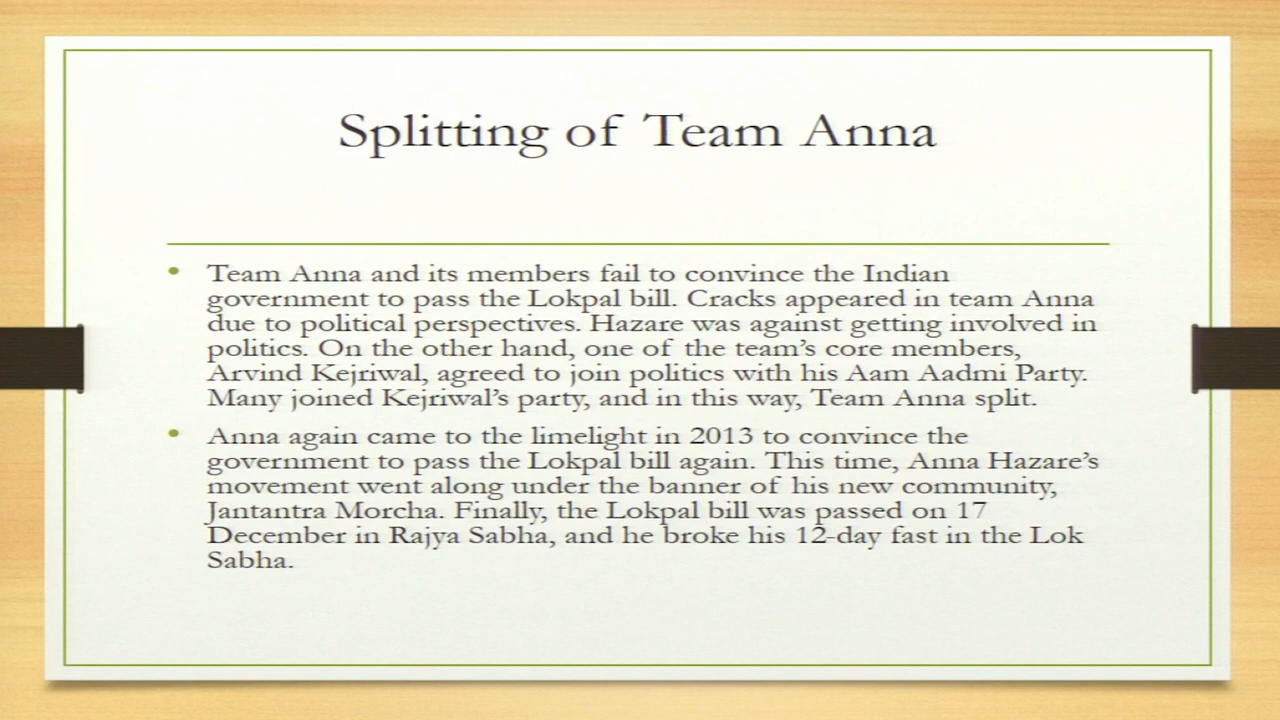 Splitting of Team Anna
• Team Anna and its members fail to convince the Indian
government to pass the Lokpal bill. Cracks appeared in team Anna
due to political perspectives. Hazare was against getting involved in
politics. On the other hand, one of the team's core members,
Arvind Kejriwal, agreed to join politics with his Aam Aadmi Party.
Many joined Kejriwal's party, and in this way, Team Anna split.
• Anna again came to the limelight in 2013 to convince the
government to pass the Lokpal bill again. This time, Anna Hazare's
movement went along under the banner of his new community,
Jantantra Morcha. Finally, the Lokpal bill was passed on 17
December in Rajya Sabha, and he broke his 12-day fast in the Lok
Sabha.